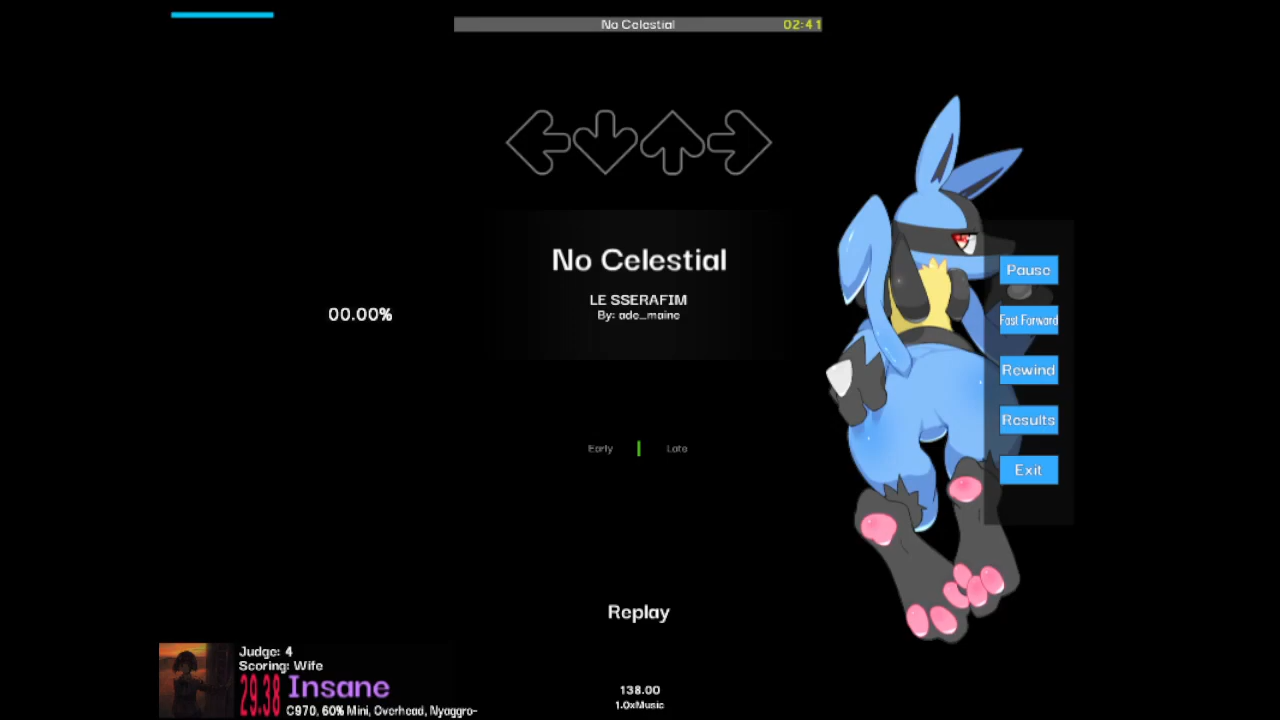 No Celestial
02:41
No Celestial
LE SSERAFIM
By: ade_maine
00.00%
Pause
Fast Forward
Rewind
Results
Exit
Early
Late
Replay
Judge: 4
Scoring: Wife
29.38 Insane
C970, 60% Mini, Overhead, Nyaggro-
138.00
1.0xMusic